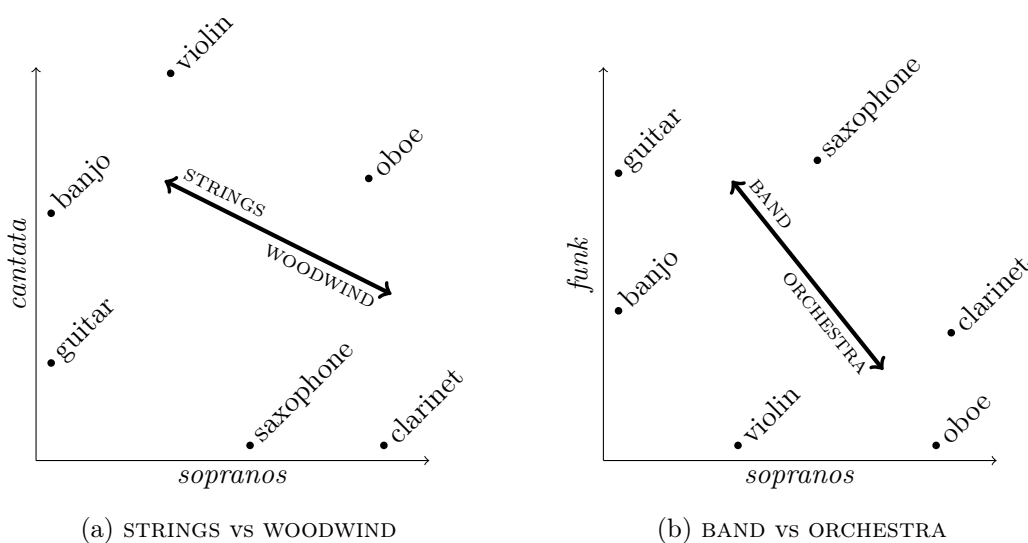 violin
oboe
banjo
STRINGS
WOODWIND
cantata
guitar
saxophone
clarinet
sopranos
(a) STRINGS vs WOODWIND
saxophone
guitar
BAND
funk
banjo
ORCHESTRA
clarinet
violin
oboe
sopranos
(b) BAND vs ORCHESTRA